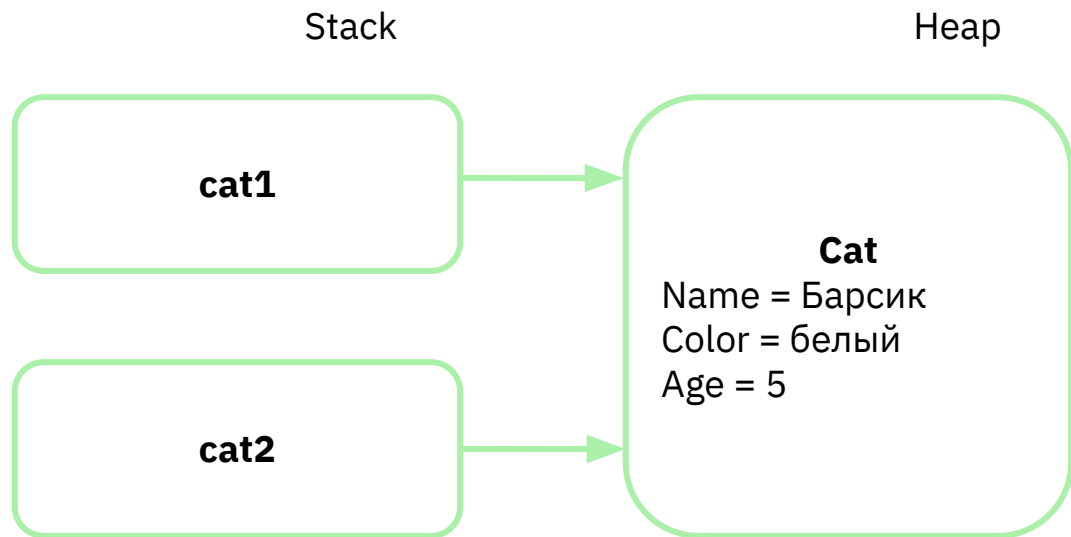 Stack
Heap
cat1
Cat
Name = Барсик
Color = белый
Age = 5
cat2